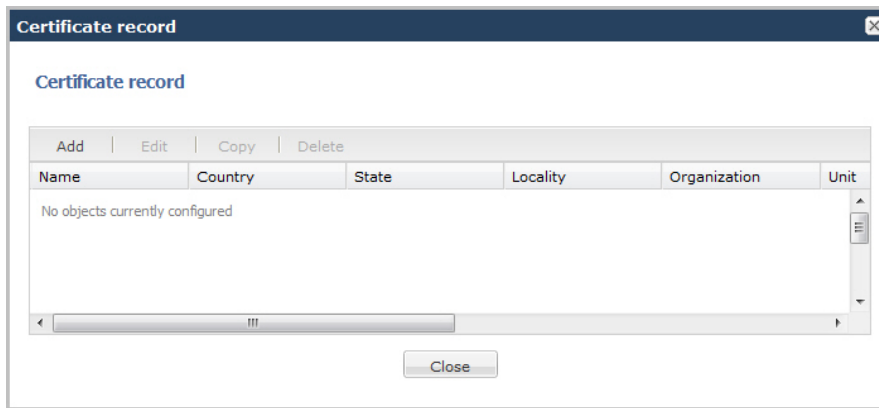 Certificate record
Certificate record
Add Edit Copy Delete
Name Country State Locality Organization Unit
No objects currently configured
Close